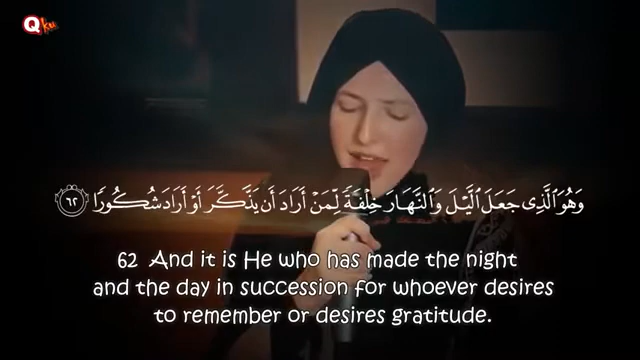 Qku
وَهُوَ ٱلَّذِى جَعَلَ ٱلَّيْلَ وَٱلنَّهَارَ خِلْفَةً لِّمَنْ أَرَادَ أَن يَذَّكَّرَ أَوْ أَرَادَ شُكُورًا ٦٢
62 And it is He who has made the night
and the day in succession for whoever desires
to remember or desires gratitude.